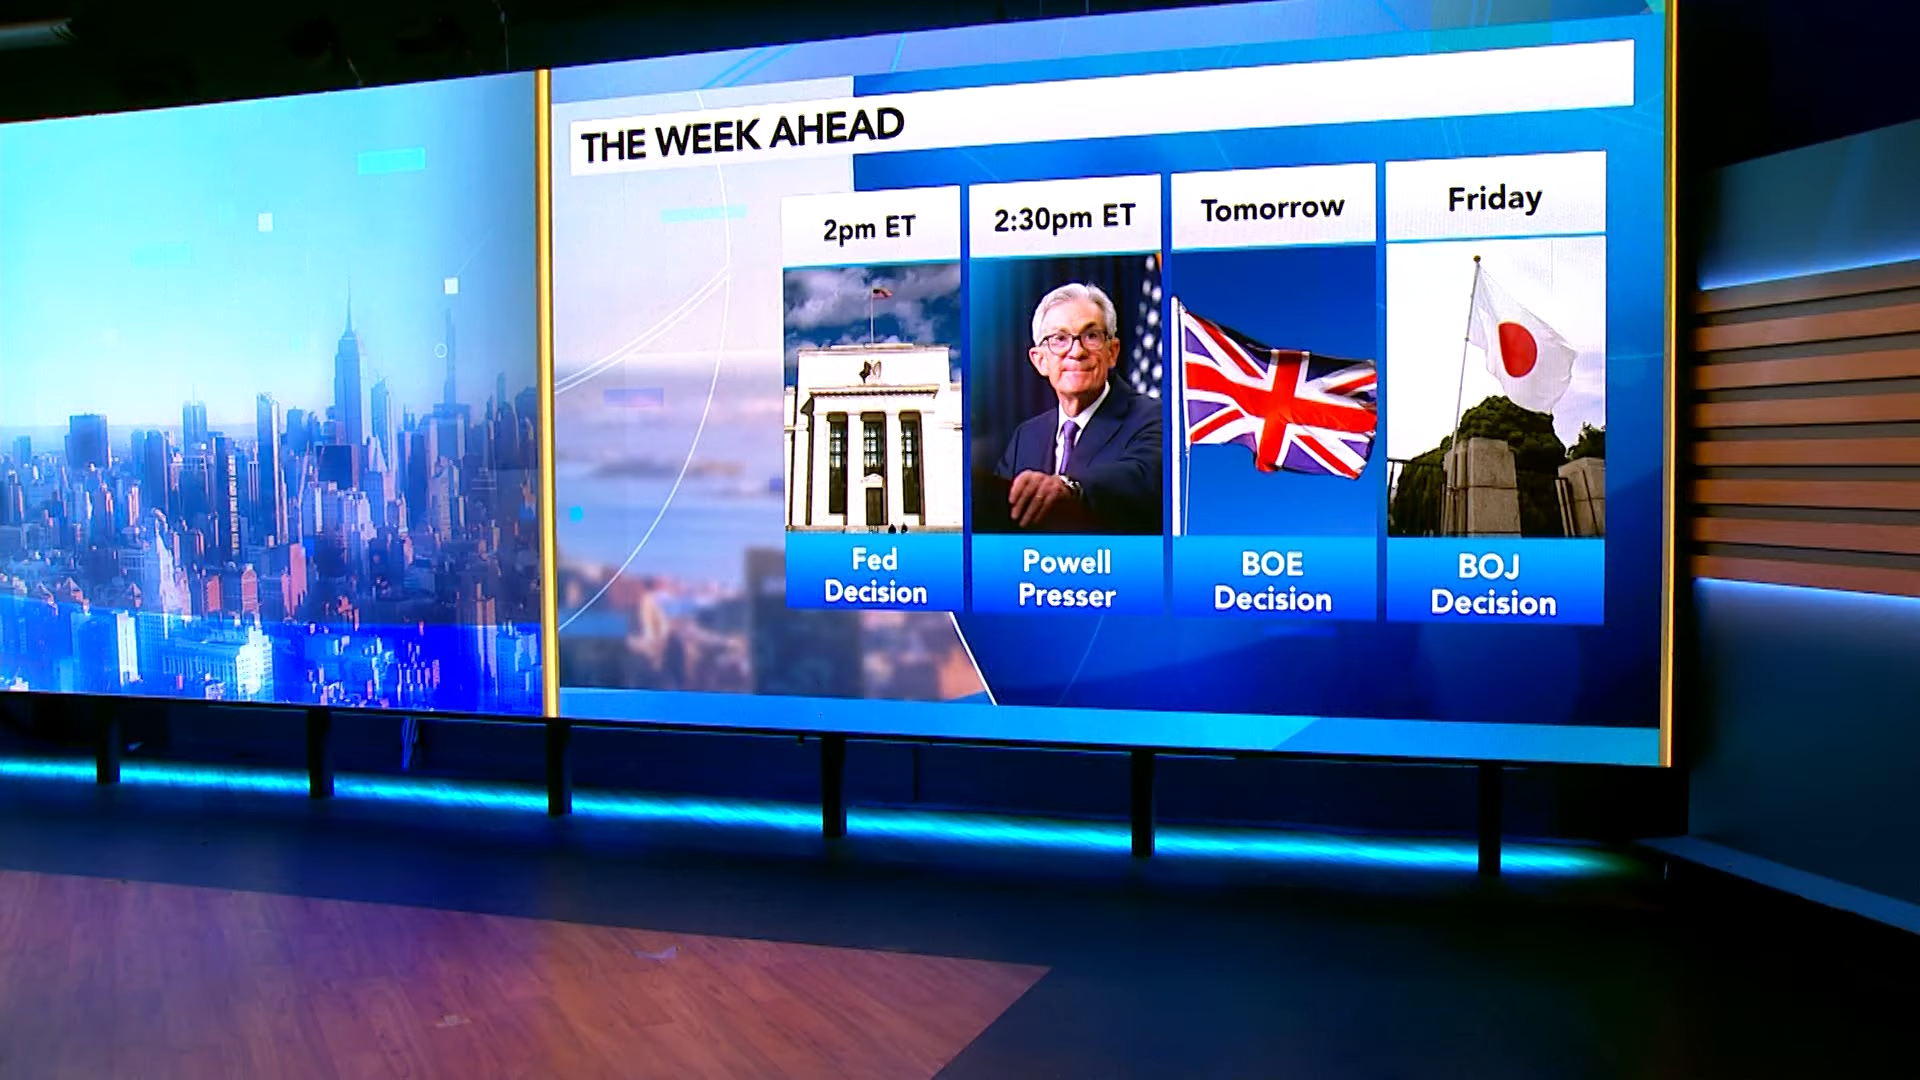 THE WEEK AHEAD
2pm ET
Fed
Decision
2:30pm ET
Powell
Presser
Tomorrow
BOE
Decision
Friday
BOJ
Decision